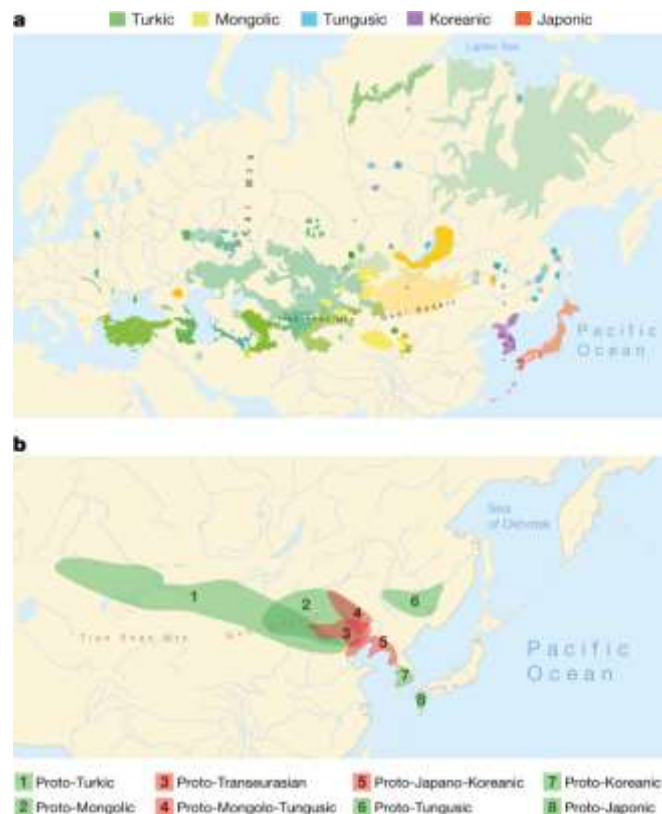 a
Turkic Mongolic Tungusic Koreanic Japonic
Laptev Sea
Pacific
Ocean
b
Sea
of Okhotsk
1
2
3
4
5
6
7
8
Tian Shan Mts
Pacific
Ocean
1 Proto-Turkic 3 Proto-Transeurasian 5 Proto-Japano-Koreanic 7 Proto-Koreanic
2 Proto-Mongolic 4 Proto-Mongolo-Tungusic 6 Proto-Tungusic 8 Proto-Japonic